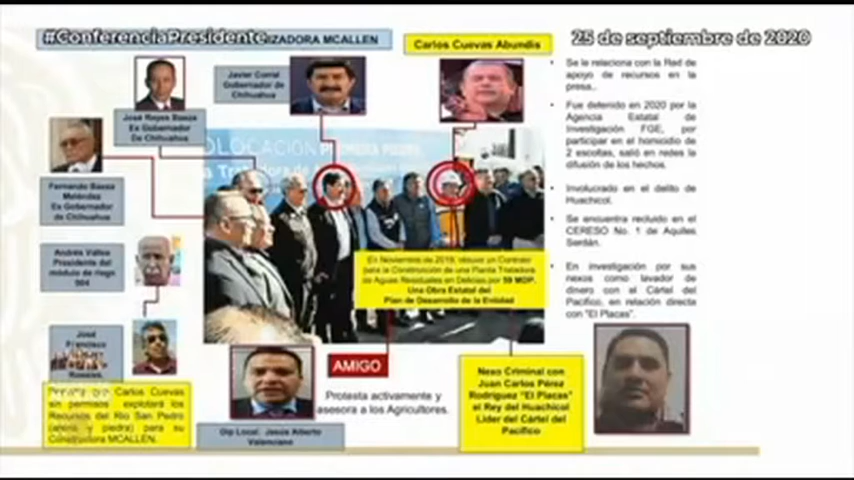 #ConferenciaPresidente
IZADORA MCALLEN
Carlos Cuevas Abundis
25 de septiembre de 2020
José Reyes Baeza
Ex Gobernador
De Chihuahua
Javier Corral
Gobernador de
Chihuahua
Fernando Baeza
Meléndez
Ex Gobernador
de Chihuahua
Andrés Valles
Presidente del
módulo de riego
004
José
Francisco
OLOCACIÓN PRIMERA PIEDRA
a Tratadora de
En Noviembre de 2019, obtuvo un Contrato
para la Construcción de una Planta Tratadora
de Aguas Residuales en Delicias por 59 MDP.
Una Obra Estatal del
Plan de Desarrollo de la Entidad
• Se le relaciona con la Red de
apoyo de recursos en la
presa..
• Fue detenido en 2020 por la
Agencia Estatal de
Investigación FGE, por
participar en el homicidio de
2 escoltas, salió en redes la
difusión de los hechos.
• Involucrado en el delito de
Huachicol.
• Se encuentra recluido en el
CERESO No. 1 de Aquiles
Serdán.
• En investigación por sus
nexos como lavador de
dinero con el Cártel del
Pacífico, en relación directa
con "El Placas".
Carlos Cuevas
sin permisos explotará los
Recursos del Río San Pedro
(arena y piedra) para su
Constructora MCALLEN.
Dip Local. Jesús Alberto
Valenciano
AMIGO
Protesta activamente y
asesora a los Agricultores.
Nexo Criminal con
Juan Carlos Pérez
Rodríguez "El Placas"
el Rey del Huachicol
Líder del Cártel del
Pacífico